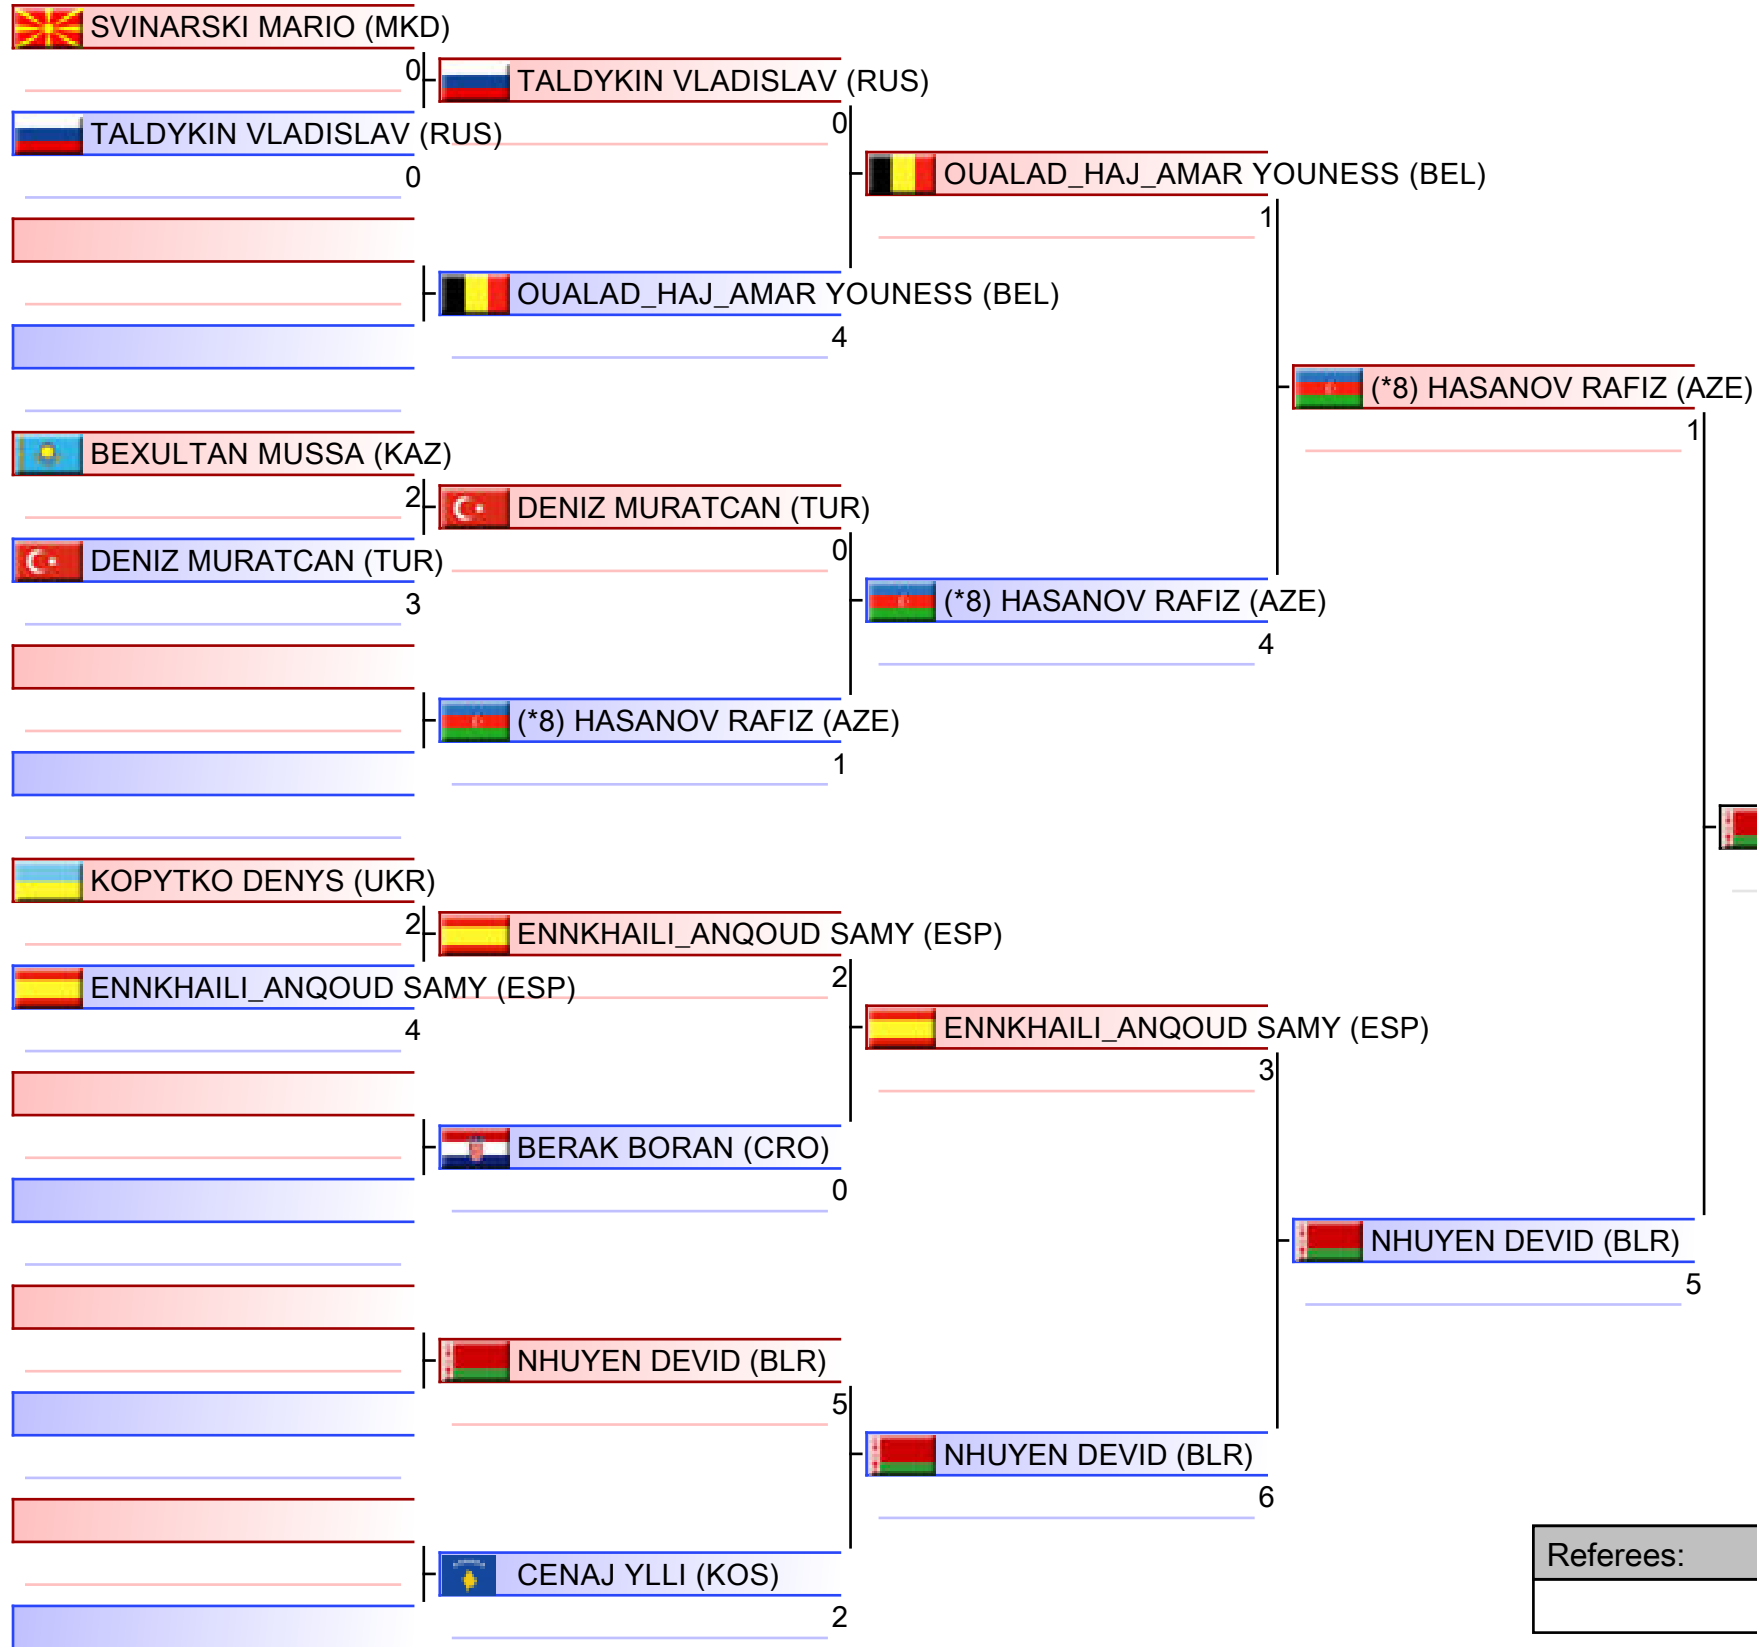 SVINARSKI MARIO (MKD)
0
TALDYKIN VLADISLAV (RUS)
TALDYKIN VLADISLAV (RUS)
0
0
OUALAD_HAJ_AMAR YOUNESS (BEL)
1
OUALAD_HAJ_AMAR YOUNESS (BEL)
4
(*8) HASANOV RAFIZ (AZE)
1
BEXULTAN MUSSA (KAZ)
2
DENIZ MURATCAN (TUR)
DENIZ MURATCAN (TUR)
0
3
(*8) HASANOV RAFIZ (AZE)
4
(*8) HASANOV RAFIZ (AZE)
1
KOPYTKO DENYS (UKR)
2
ENNKHAILI_ANQOUD SAMY (ESP)
ENNKHAILI_ANQOUD SAMY (ESP)
2
4
ENNKHAILI_ANQOUD SAMY (ESP)
3
BERAK BORAN (CRO)
0
NHUYEN DEVID (BLR)
5
NHUYEN DEVID (BLR)
5
NHUYEN DEVID (BLR)
6
CENAJ YLLI (KOS)
2
Referees: